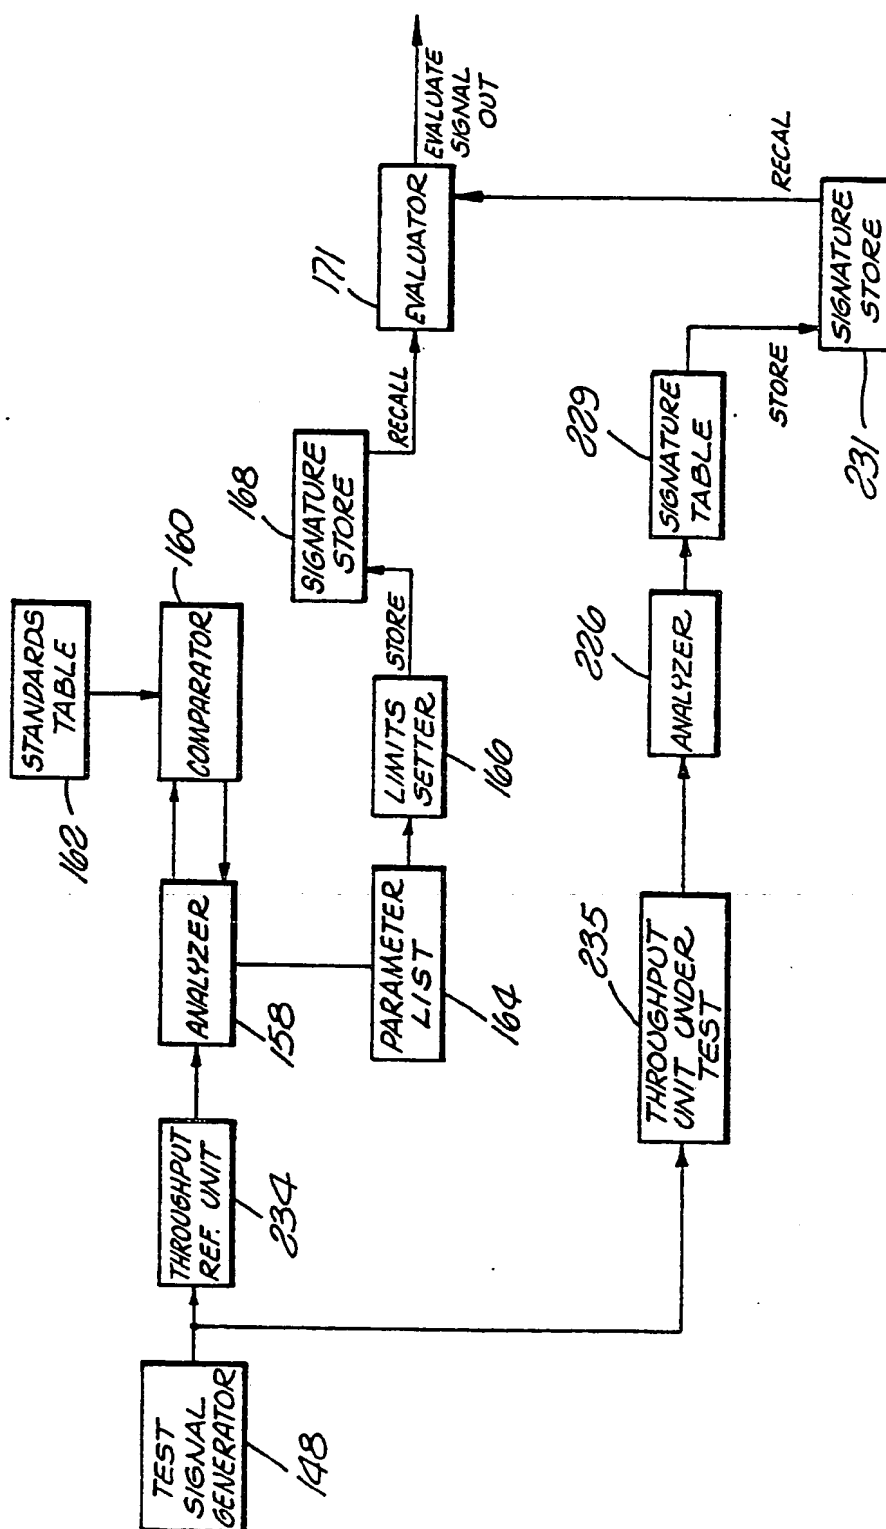 STANDARDS
TABLE
162
COMPARATOR
160
TEST
SIGNAL
GENERATOR
148
THROUGHPUT
REF. UNIT
234
ANALYZER
158
PARAMETER
LIST
164
LIMITS
SETTER
166
STORE
SIGNATURE
STORE
168
RECALL
EVALUATOR
171
EVALUATE
SIGNAL
OUT
THROUGHPUT
UNIT UNDER
TEST
235
ANALYZER
226
SIGNATURE
TABLE
229
STORE
SIGNATURE
STORE
231
RECAL